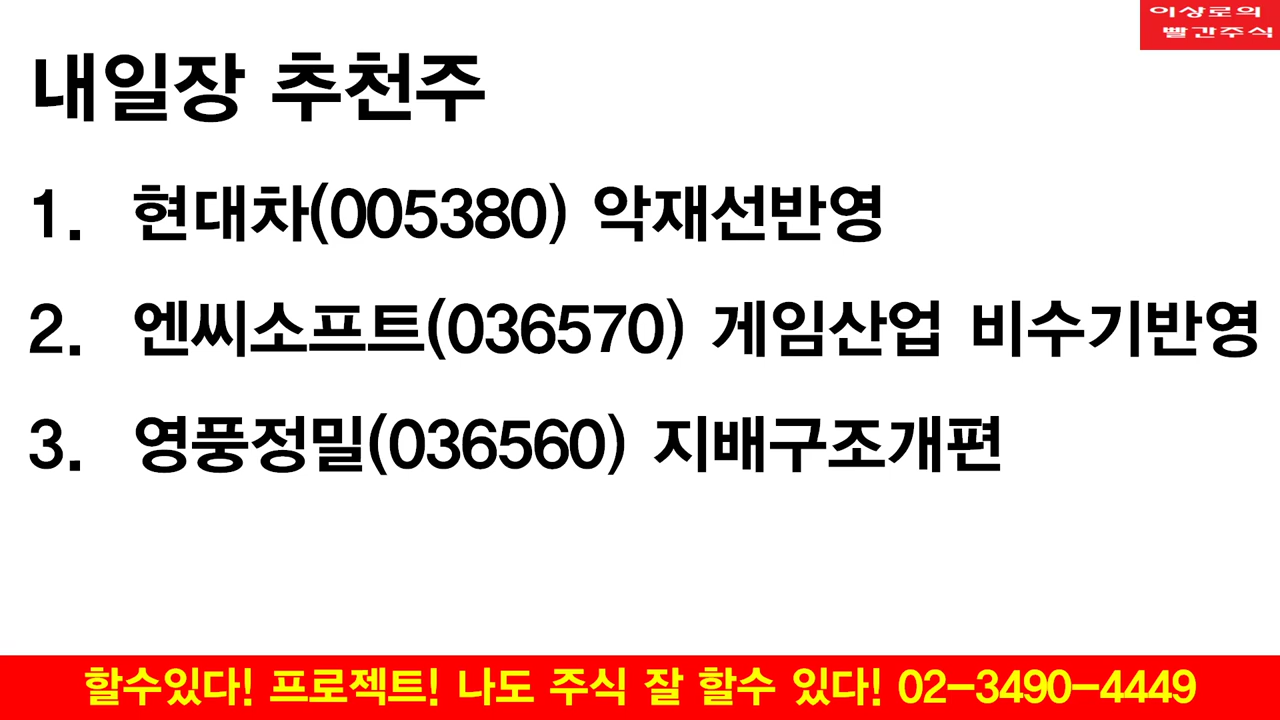 이상로의
빨간주식
내일장 추천주
1. 현대차(005380) 악재선반영
2. 엔씨소프트(036570) 게임산업 비수기반영
3. 영풍정밀(036560) 지배구조개편
할수있다! 프로젝트! 나도 주식 잘 할수 있다! 02-3490-4449